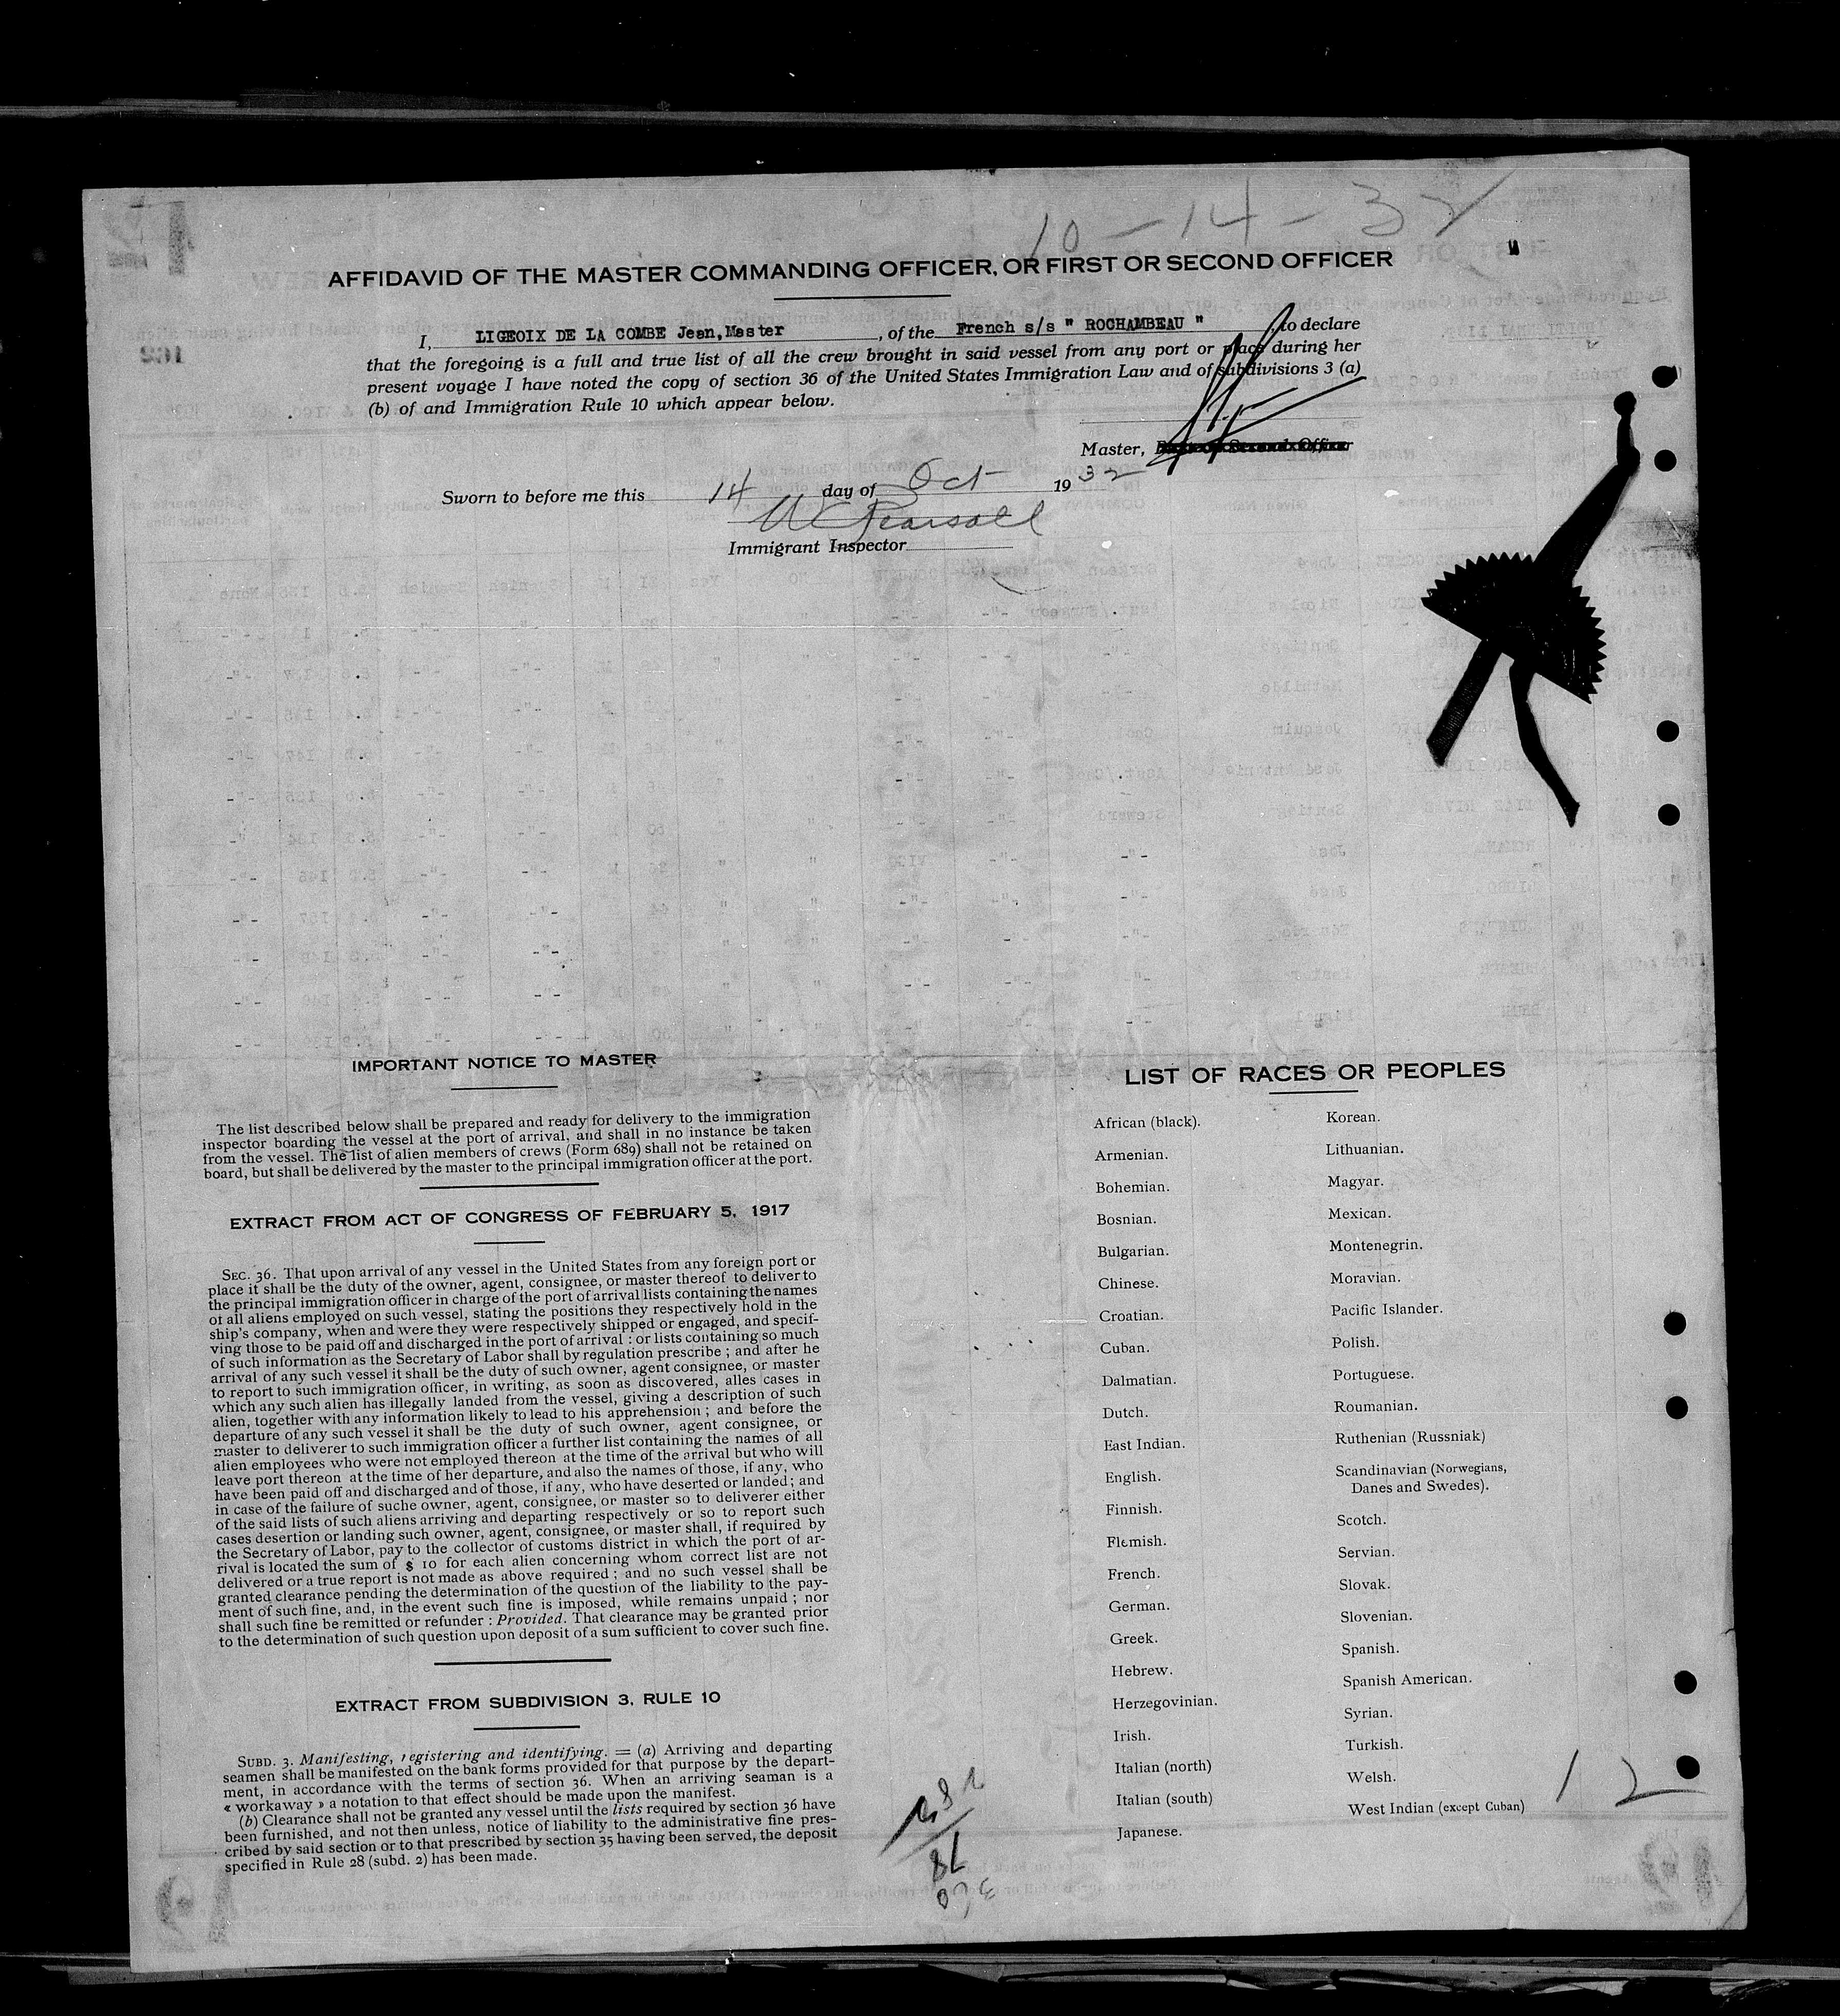 10-14-32
AFFIDAVID OF THE MASTER COMMANDING OFFICER, OR FIRST OR SECOND OFFICER
I, LIGEOIX DE LA COMBE Jean, Master, of the French s/s " ROCHAMBEAU ", to declare
that the foregoing is a full and true list of all the crew brought in said vessel from any port or place during her
present voyage I have noted the copy of section 36 of the United States Immigration Law and of subdivisions 3 (a)
(b) of and Immigration Rule 10 which appear below.
Master, First or Second Officer
Sworn to before me this 14 day of Oct 1932
W C Pearsall
Immigrant Inspector
IMPORTANT NOTICE TO MASTER
The list described below shall be prepared and ready for delivery to the immigration
inspector boarding the vessel at the port of arrival, and shall in no instance be taken
from the vessel. The list of alien members of crews (Form 689) shall not be retained on
board, but shall be delivered by the master to the principal immigration officer at the port.
EXTRACT FROM ACT OF CONGRESS OF FEBRUARY 5, 1917
SEC. 36. That upon arrival of any vessel in the United States from any foreign port or
place it shall be the duty of the owner, agent, consignee, or master thereof to deliver to
the principal immigration officer in charge of the port of arrival lists containing the names
of all aliens employed on such vessel, stating the positions they respectively hold in the
ship's company, when and were they were respectively shipped or engaged, and specif-
ving those to be paid off and discharged in the port of arrival : or lists containing so much
of such information as the Secretary of Labor shall by regulation prescribe ; and after he
arrival of any such vessel it shall be the duty of such owner, agent consignee, or master
to report to such immigration officer, in writing, as soon as discovered, alles cases in
which any such alien has illegally landed from the vessel, giving a description of such
alien, together with any information likely to lead to his apprehension ; and before the
departure of any such vessel it shall be the duty of such owner, agent consignee, or
master to deliverer to such immigration officer a further list containing the names of all
alien employees who were not employed thereon at the time of the arrival but who will
leave port thereon at the time of her departure, and also the names of those, if any, who
have been paid off and discharged and of those, if any, who have deserted or landed ; and
in case of the failure of suche owner, agent, consignee, or master so to deliverer either
of the said lists of such aliens arriving and departing respectively or so to report such
cases desertion or landing such owner, agent, consignee, or master shall, if required by
the Secretary of Labor, pay to the collector of customs district in which the port of ar-
rival is located the sum of $ 10 for each alien concerning whom correct list are not
delivered or a true report is not made as above required ; and no such vessel shall be
granted clearance pending the determination of the question of the liability to the pay-
ment of such fine, and, in the event such fine is imposed, while remains unpaid ; nor
shall such fine be remitted or refunder : Provided. That clearance may be granted prior
to the determination of such question upon deposit of a sum sufficient to cover such fine.
EXTRACT FROM SUBDIVISION 3, RULE 10
SUBD. 3. Manifesting, registering and identifying. = (a) Arriving and departing
seamen shall be manifested on the bank forms provided for that purpose by the depart-
ment, in accordance with the terms of section 36. When an arriving seaman is a
« workaway » a notation to that effect should be made upon the manifest.
(b) Clearance shall not be granted any vessel until the lists required by section 36 have
been furnished, and not then unless, notice of liability to the administrative fine pres-
cribed by said section or to that prescribed by section 35 having been served, the deposit
specified in Rule 28 (subd. 2) has been made.
LIST OF RACES OR PEOPLES
African (black).
Armenian.
Bohemian.
Bosnian.
Bulgarian.
Chinese.
Croatian.
Cuban.
Dalmatian.
Dutch.
East Indian.
English.
Finnish.
Flemish.
French.
German.
Greek.
Hebrew.
Herzegovinian.
Irish.
Italian (north)
Italian (south)
Japanese.
Korean.
Lithuanian.
Magyar.
Mexican.
Montenegrin.
Moravian.
Pacific Islander.
Polish.
Portuguese.
Roumanian.
Ruthenian (Russniak)
Scandinavian (Norwegians,
Danes and Swedes).
Scotch.
Servian.
Slovak.
Slovenian.
Spanish.
Spanish American.
Syrian.
Turkish.
Welsh.
West Indian (except Cuban)
12